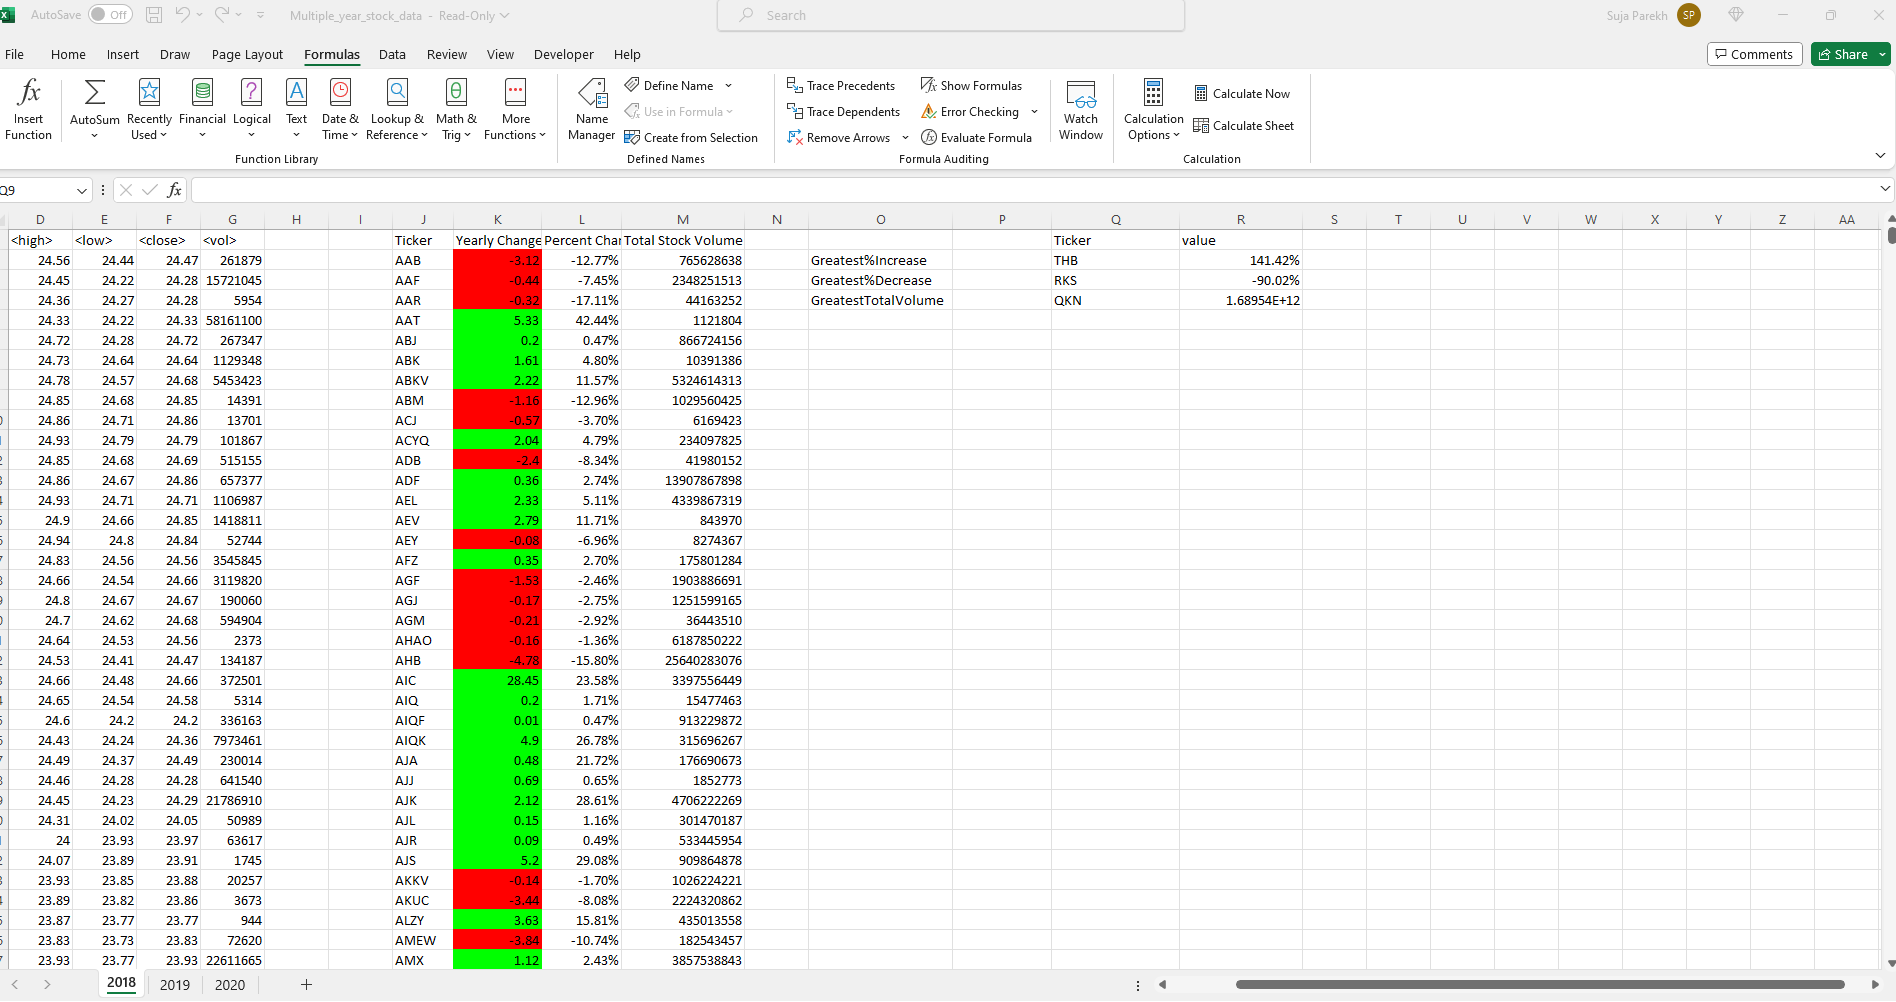 AutoSave Off Multiple_year_stock_data - Read-Only Search Suja Parekh SP
File Home Insert Draw Page Layout Formulas Data Review View Developer Help Comments Share
Insert Function AutoSum Recently Used Financial Logical Text Date & Time Lookup & Reference Math & Trig More Functions
Function Library
Name Manager Define Name Use in Formula Create from Selection
Defined Names
Trace Precedents Show Formulas
Trace Dependents Error Checking
Remove Arrows Evaluate Formula
Watch Window
Formula Auditing
Calculation Options Calculate Now Calculate Sheet
Calculation
Q9 fx
D E F G H I J K L M N O P Q R S T U V W X Y Z AA
<high> <low> <close> <vol> Ticker Yearly Change Percent Char Total Stock Volume Ticker value
24.56 24.44 24.47 261879 AAB -3.12 -12.77% 765628638 Greatest%Increase THB 141.42%
24.45 24.22 24.28 15721045 AAF -0.44 -7.45% 2348251513 Greatest%Decrease RKS -90.02%
24.36 24.27 24.28 5954 AAR -0.32 -17.11% 44163252 GreatestTotalVolume QKN 1.68954E+12
24.33 24.22 24.33 58161100 AAT 5.33 42.44% 1121804
24.72 24.28 24.72 267347 ABJ 0.2 0.47% 866724156
24.73 24.64 24.64 1129348 ABK 1.61 4.80% 10391386
24.78 24.57 24.68 5453423 ABKV 2.22 11.57% 5324614313
24.85 24.68 24.85 14391 ABM -1.16 -12.96% 1029560425
24.86 24.71 24.86 13701 ACJ -0.57 -3.70% 6169423
24.93 24.79 24.79 101867 ACYQ 2.04 4.79% 234097825
24.85 24.68 24.69 515155 ADB -2.4 -8.34% 41980152
24.86 24.67 24.86 657377 ADF 0.36 2.74% 13907867898
24.93 24.71 24.71 1106987 AEL 2.33 5.11% 4339867319
24.9 24.66 24.85 1418811 AEV 2.79 11.71% 843970
24.94 24.8 24.84 52744 AEY -0.08 -6.96% 8274367
24.83 24.56 24.56 3545845 AFZ 0.35 2.70% 175801284
24.66 24.54 24.66 3119820 AGF -1.53 -2.46% 1903886691
24.8 24.67 24.67 190060 AGJ -0.17 -2.75% 1251599165
24.7 24.62 24.68 594904 AGM -0.21 -2.92% 36443510
24.64 24.53 24.56 2373 AHAO -0.16 -1.36% 6187850222
24.53 24.41 24.47 134187 AHB -4.78 -15.80% 25640283076
24.66 24.48 24.66 372501 AIC 28.45 23.58% 3397556449
24.65 24.54 24.58 5314 AIQ 0.2 1.71% 15477463
24.6 24.2 24.2 336163 AIQF 0.01 0.47% 913229872
24.43 24.24 24.36 7973461 AIQK 4.9 26.78% 315696267
24.49 24.37 24.49 230014 AJA 0.48 21.72% 176690673
24.46 24.28 24.28 641540 AJJ 0.69 0.65% 1852773
24.45 24.23 24.29 21786910 AJK 2.12 28.61% 4706222269
24.31 24.02 24.05 50989 AJL 0.15 1.16% 301470187
24 23.93 23.97 63617 AJR 0.09 0.49% 533445954
24.07 23.89 23.91 1745 AJS 5.2 29.08% 909864878
23.93 23.85 23.88 20257 AKKV -0.14 -1.70% 1026224221
23.89 23.82 23.86 3673 AKUC -3.44 -8.08% 2224320862
23.87 23.77 23.77 944 ALZY 3.63 15.81% 435013558
23.83 23.73 23.83 72620 AMEW -3.84 -10.74% 182543457
23.93 23.77 23.93 22611665 AMX 1.12 2.43% 3857538843
2018 2019 2020